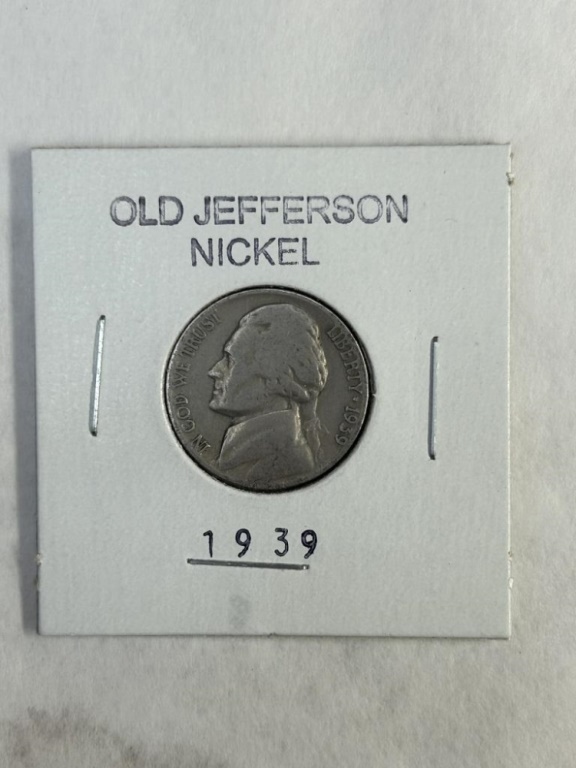 OLD JEFFERSON
NICKEL
IN GOD WE TRUST
LIBERTY · 1939
1939